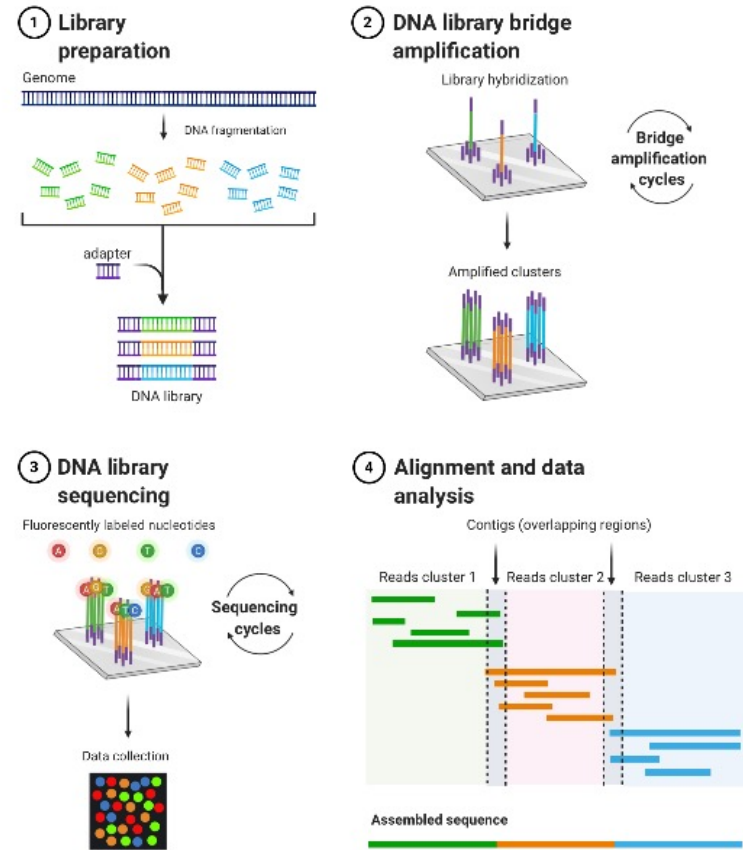 1 Library
preparation
Genome
DNA fragmentation
adapter
DNA library
2 DNA library bridge
amplification
Library hybridization
Bridge
amplification
cycles
Amplified clusters
3 DNA library
sequencing
Fluorescently labeled nucleotides
A G T C
A G T
G A T
A T C
Sequencing
cycles
Data collection
4 Alignment and data
analysis
Contigs (overlapping regions)
Reads cluster 1 Reads cluster 2 Reads cluster 3
Assembled sequence